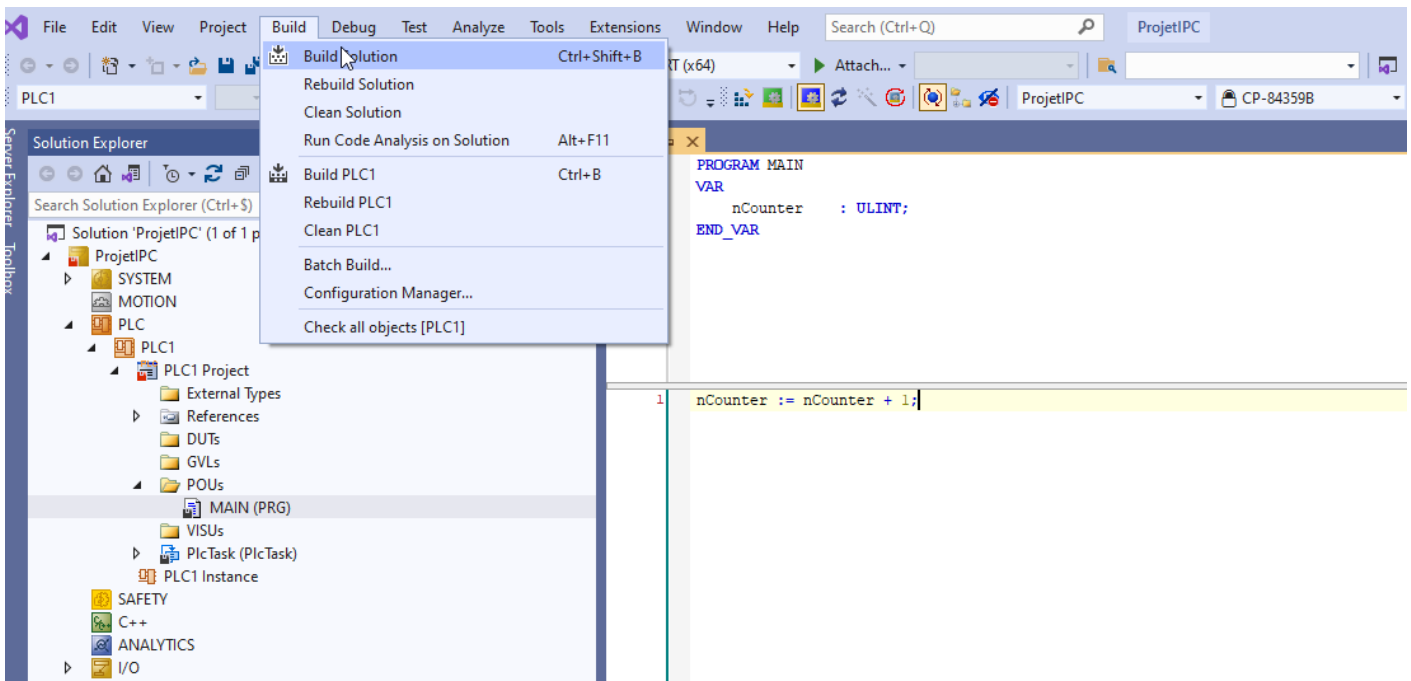 File Edit View Project Build Debug Test Analyze Tools Extensions Window Help Search (Ctrl+Q) ProjetIPC
Build Solution Ctrl+Shift+B
RT (x64) Attach...
Rebuild Solution
PLC1
ProjetIPC CP-84359B
Clean Solution
Server Explorer
Toolbox
Solution Explorer
Run Code Analysis on Solution Alt+F11
Build PLC1 Ctrl+B
Search Solution Explorer (Ctrl+$)
Rebuild PLC1
Solution 'ProjetIPC' (1 of 1 p
Clean PLC1
ProjetIPC
Batch Build...
SYSTEM
Configuration Manager...
MOTION
PLC
Check all objects [PLC1]
PLC1
PLC1 Project
External Types
References
DUTs
GVLs
POUs
MAIN (PRG)
VISUs
PlcTask (PlcTask)
PLC1 Instance
SAFETY
C++
ANALYTICS
I/O
PROGRAM MAIN
VAR
nCounter : ULINT;
END_VAR
1 nCounter := nCounter + 1;